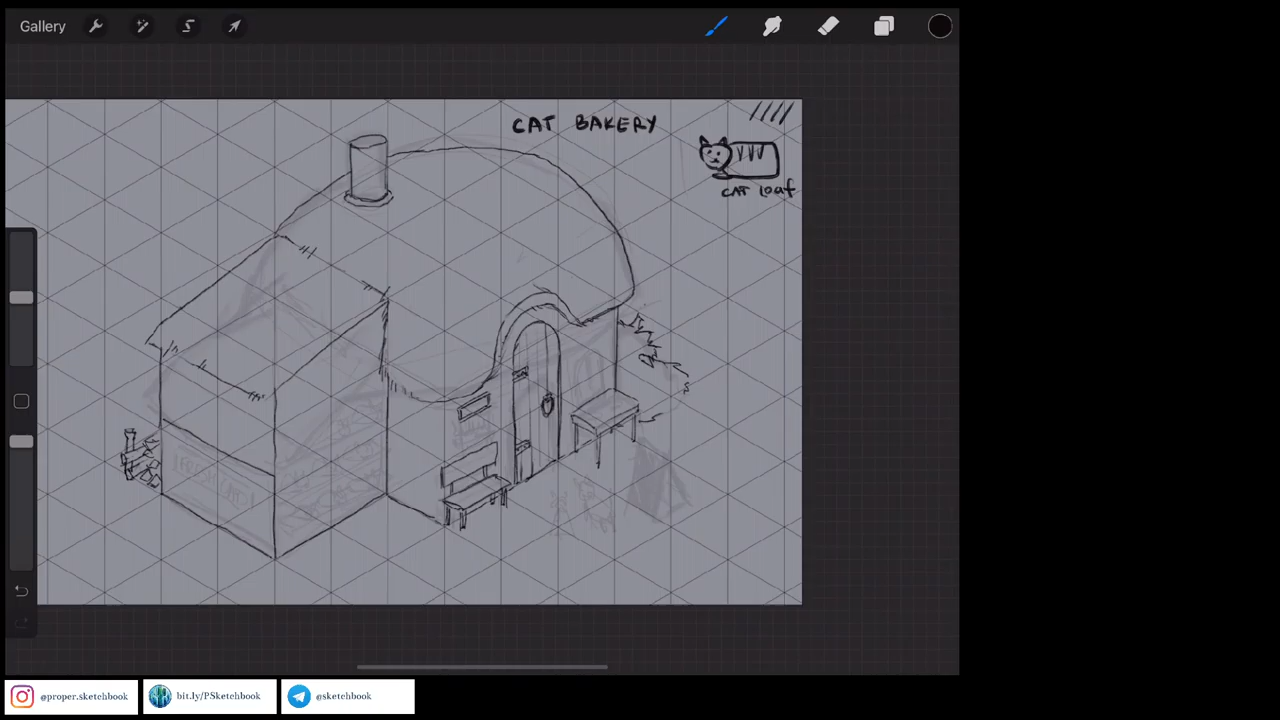 Gallery
CAT BAKERY
CAT loaf
@proper.sketchbook
bit.ly/PSketchbook
@sketchbook